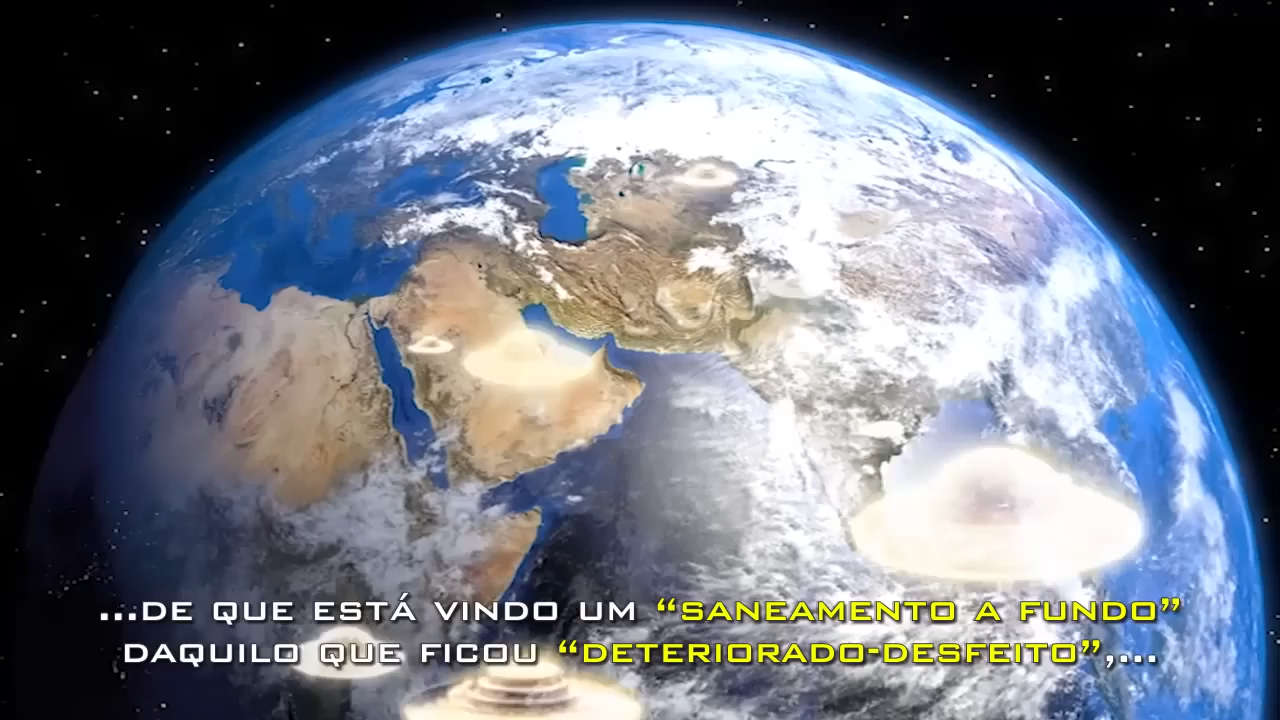 ...DE QUE ESTÁ VINDO UM “SANEAMENTO A FUNDO”
DAQUILO QUE FICOU “DETERIORADO-DESFEITO”,...